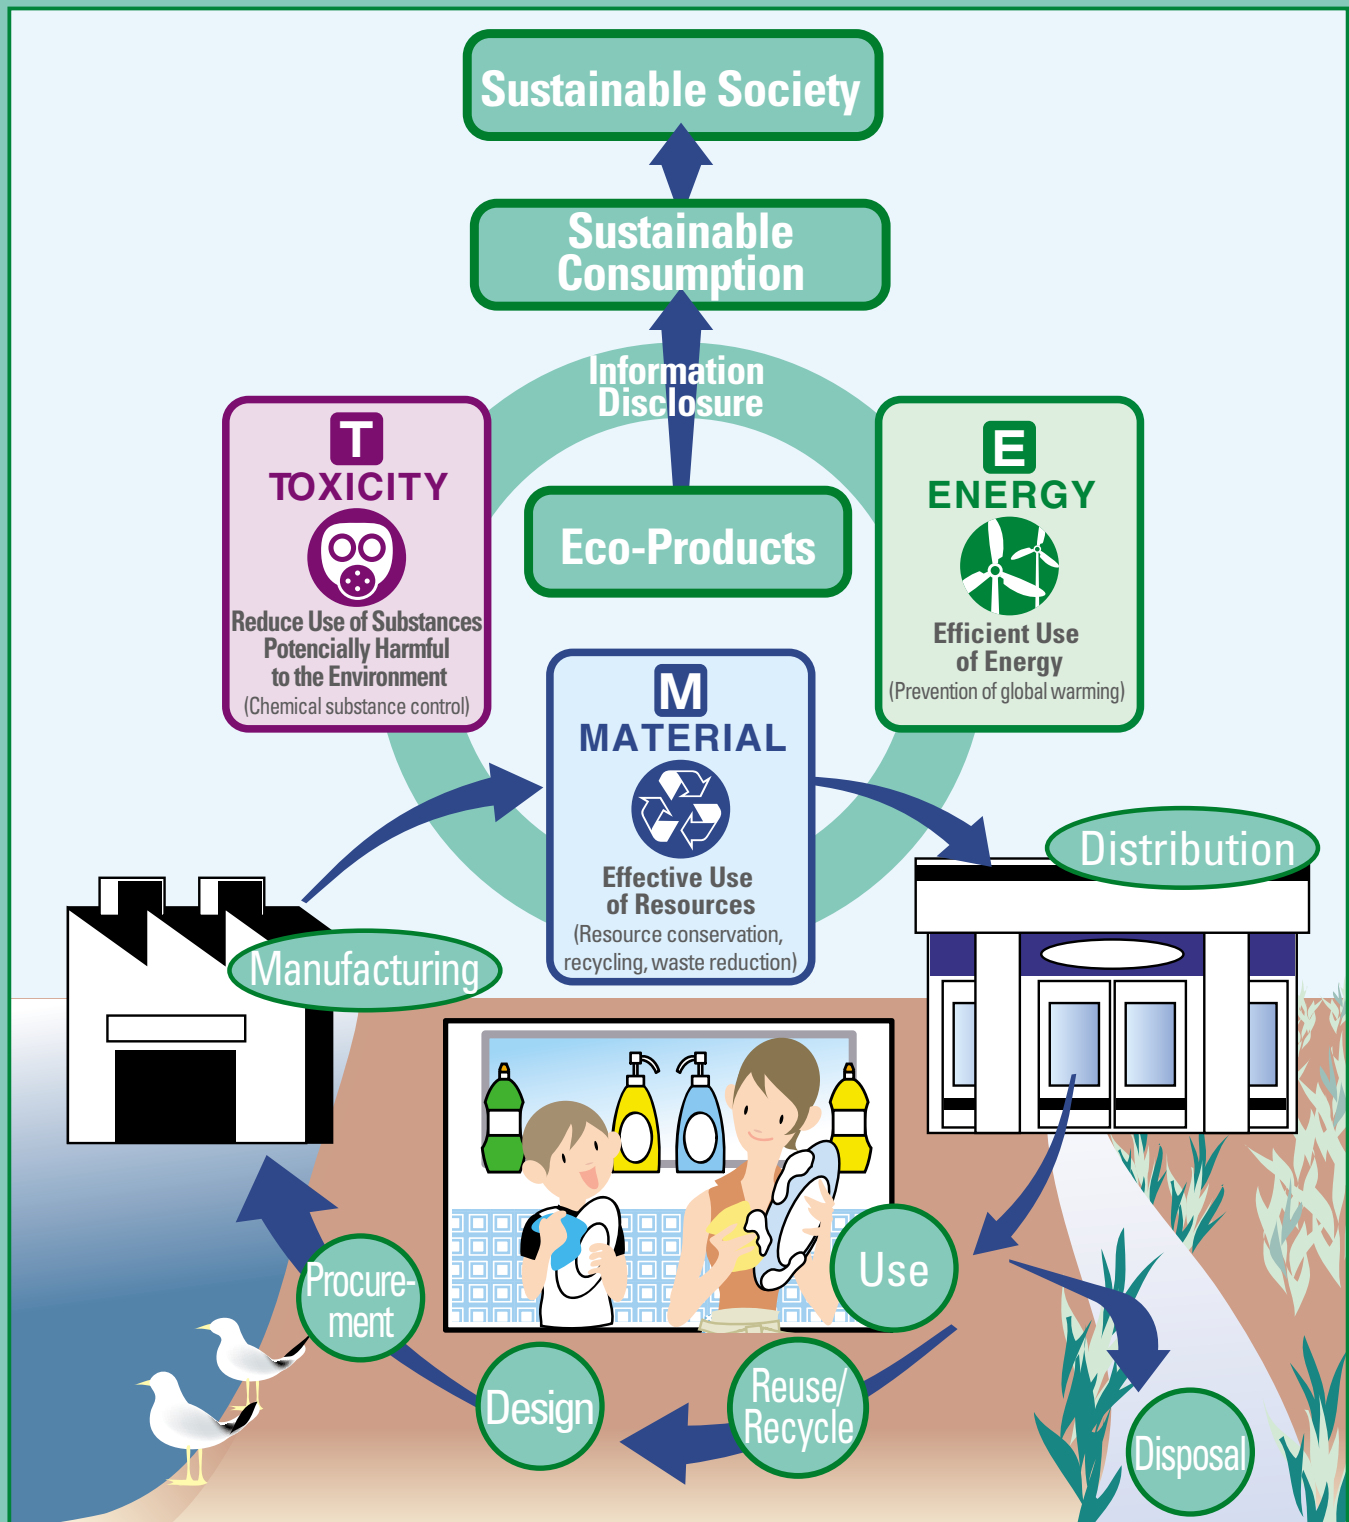 Sustainable Society
Sustainable
Consumption
Information
Disclosure
T
TOXICITY
Reduce Use of Substances
Potencially Harmful
to the Environment
(Chemical substance control)
Eco-Products
E
ENERGY
Efficient Use
of Energy
(Prevention of global warming)
M
MATERIAL
Effective Use
of Resources
(Resource conservation,
recycling, waste reduction)
Distribution
Manufacturing
Use
Procure-
ment
Design
Reuse/
Recycle
Disposal